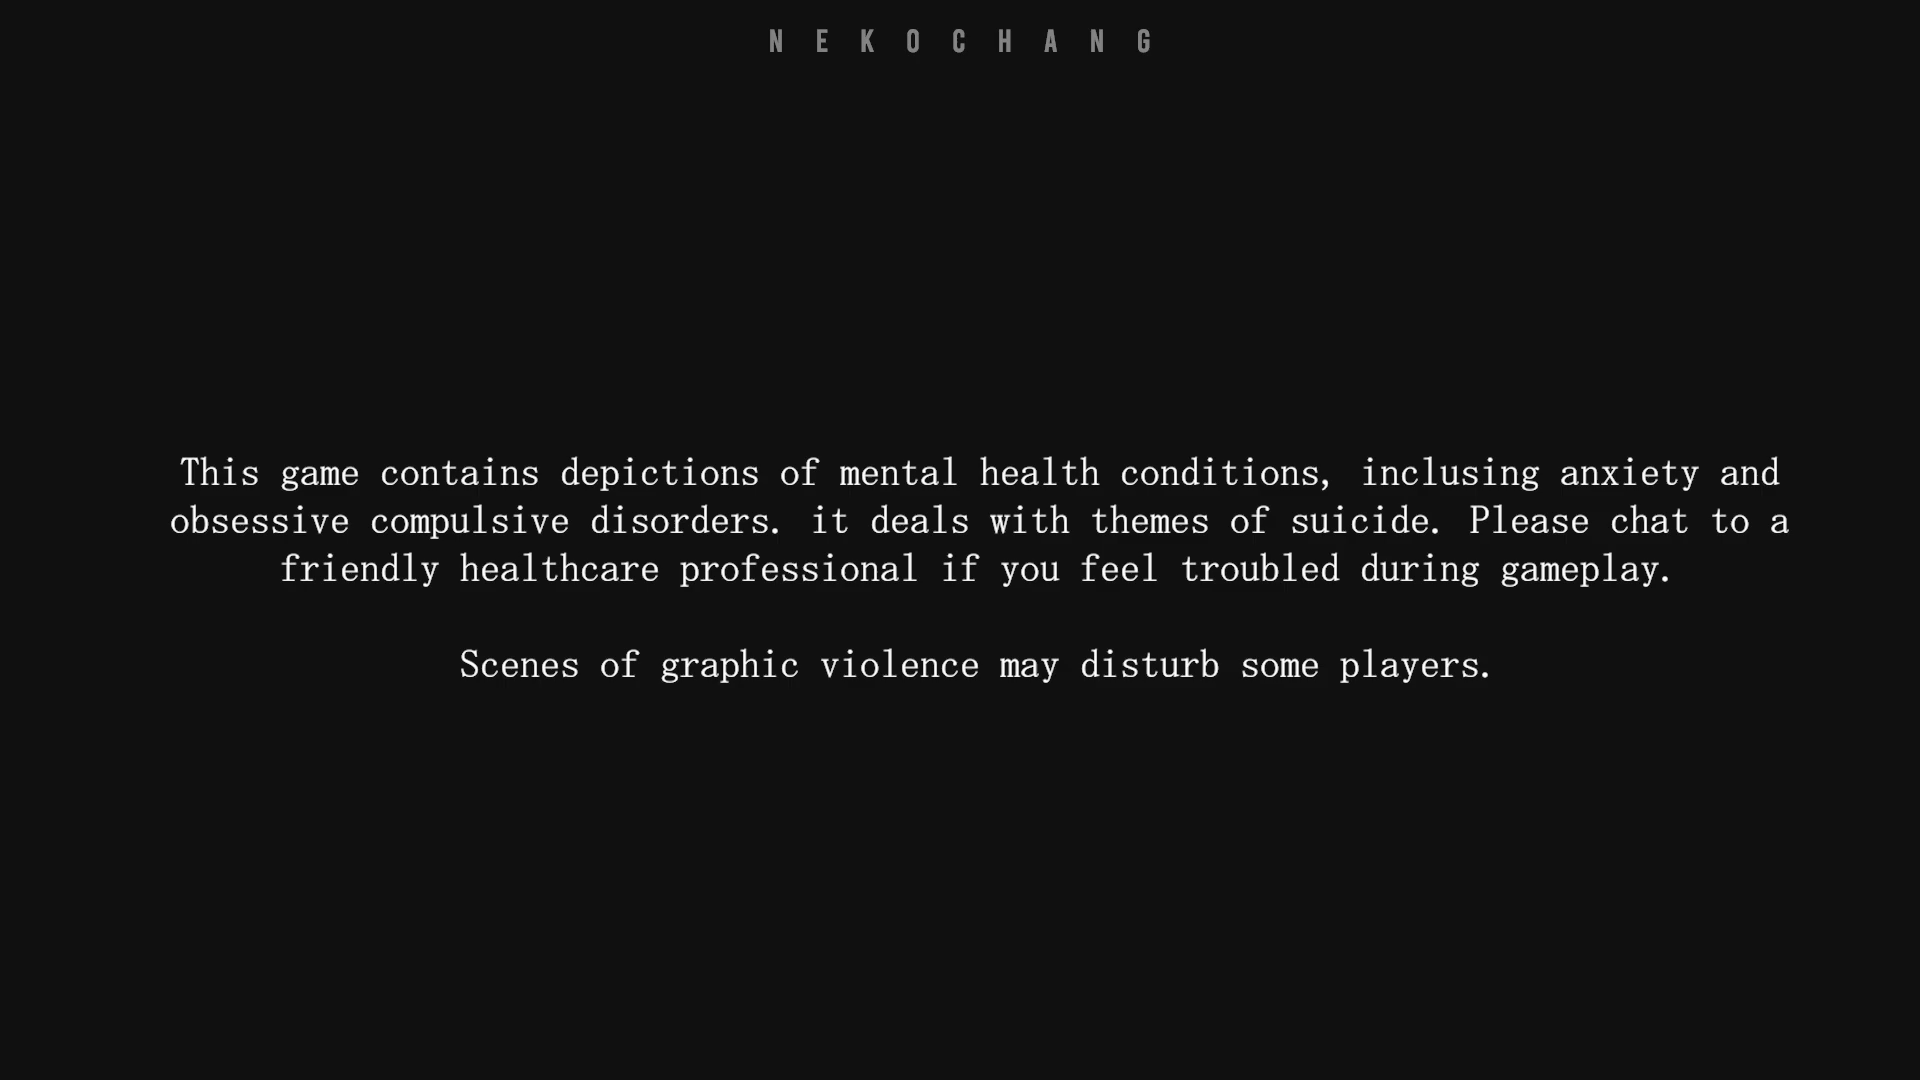 NEKOCHANG
This game contains depictions of mental health conditions, inclusing anxiety and
obsessive compulsive disorders. it deals with themes of suicide. Please chat to a
friendly healthcare professional if you feel troubled during gameplay.
Scenes of graphic violence may disturb some players.